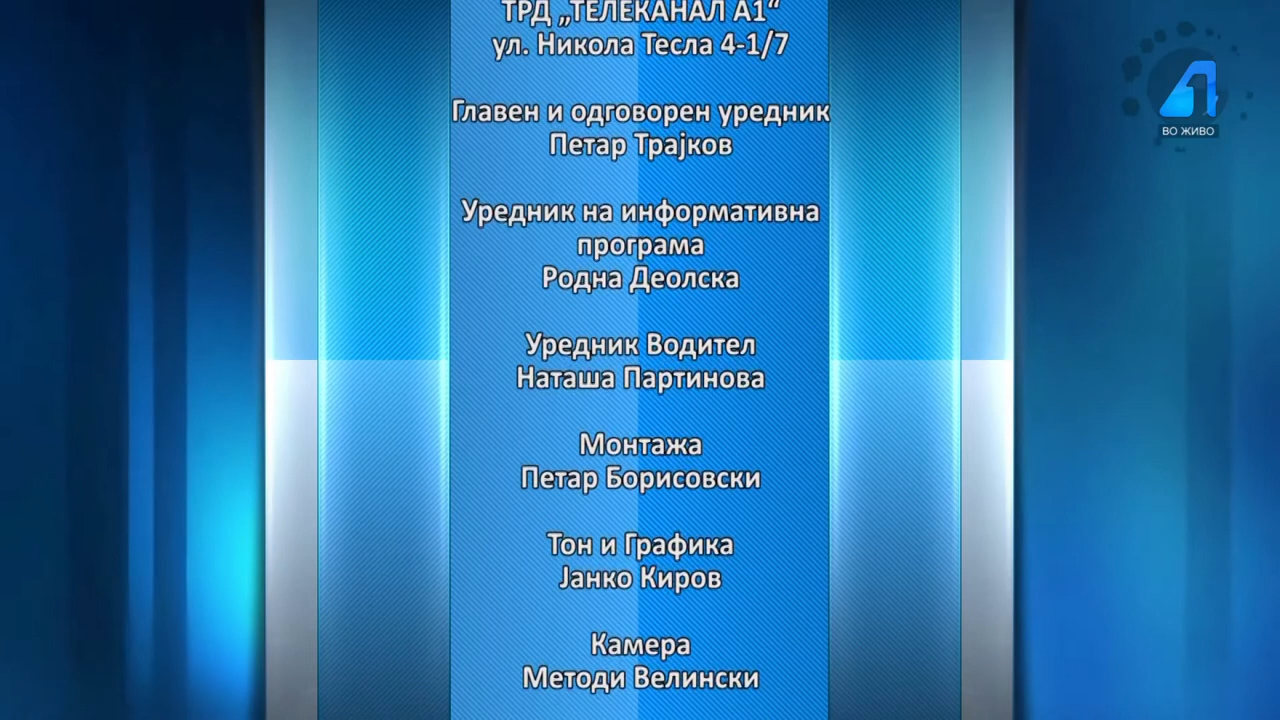 ТРД „ТЕЛЕКАНАЛ А1“
ул. Никола Тесла 4-1/7
Главен и одговорен уредник
Петар Трајков
Уредник на информативна
програма
Родна Деолска
Уредник Водител
Наташа Партинова
Монтажа
Петар Борисовски
Тон и Графика
Јанко Киров
Камера
Методи Велински
А1
ВО ЖИВО